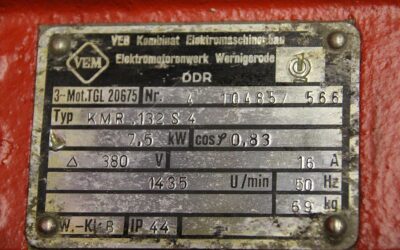 VEM
VEB Kombinat Elektromaschinenbau
Elektromotorenwerk Wernigerode
DDR
3-Mot.TGL 20675 Nr. 4 104857 566
Typ KMR 132 S 4
7,5 kW cosφ 0,83
△ 380 V 16 A
1435 U/min 50 Hz
69 kg
W.-Kl. B IP 44